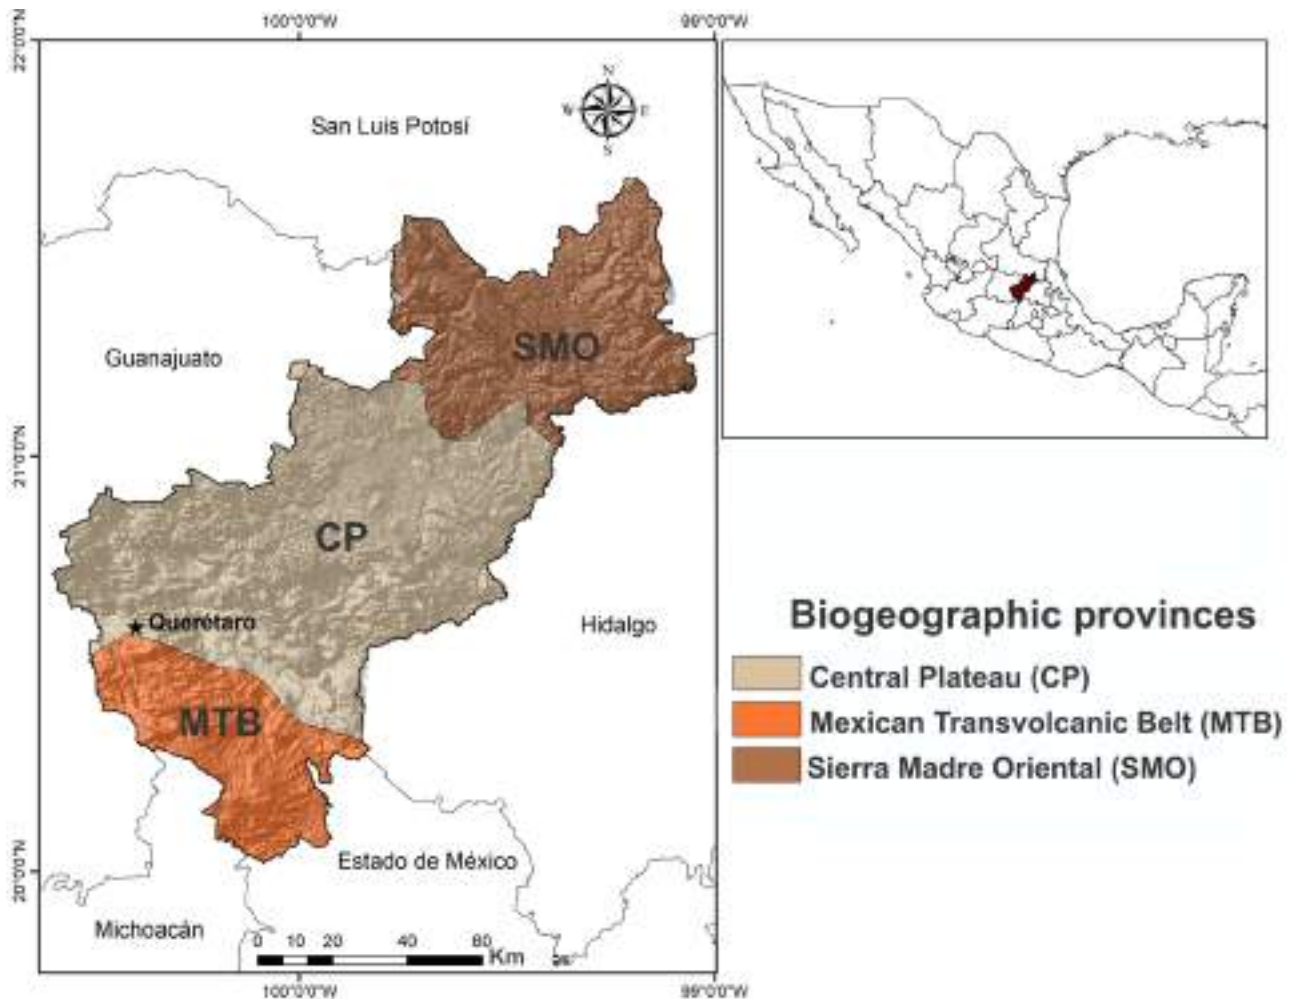 100°0'0"W 99°0'0"W
22°0'0"N
N
W E
S
San Luis Potosí
Guanajuato
SMO
21°0'0"N
CP
Querétaro
Hidalgo
MTB
Biogeographic provinces
Central Plateau (CP)
Mexican Transvolcanic Belt (MTB)
Sierra Madre Oriental (SMO)
20°0'0"N
Estado de México
Michoacán
0 10 20 40 60
Km
100°0'0"W 99°0'0"W